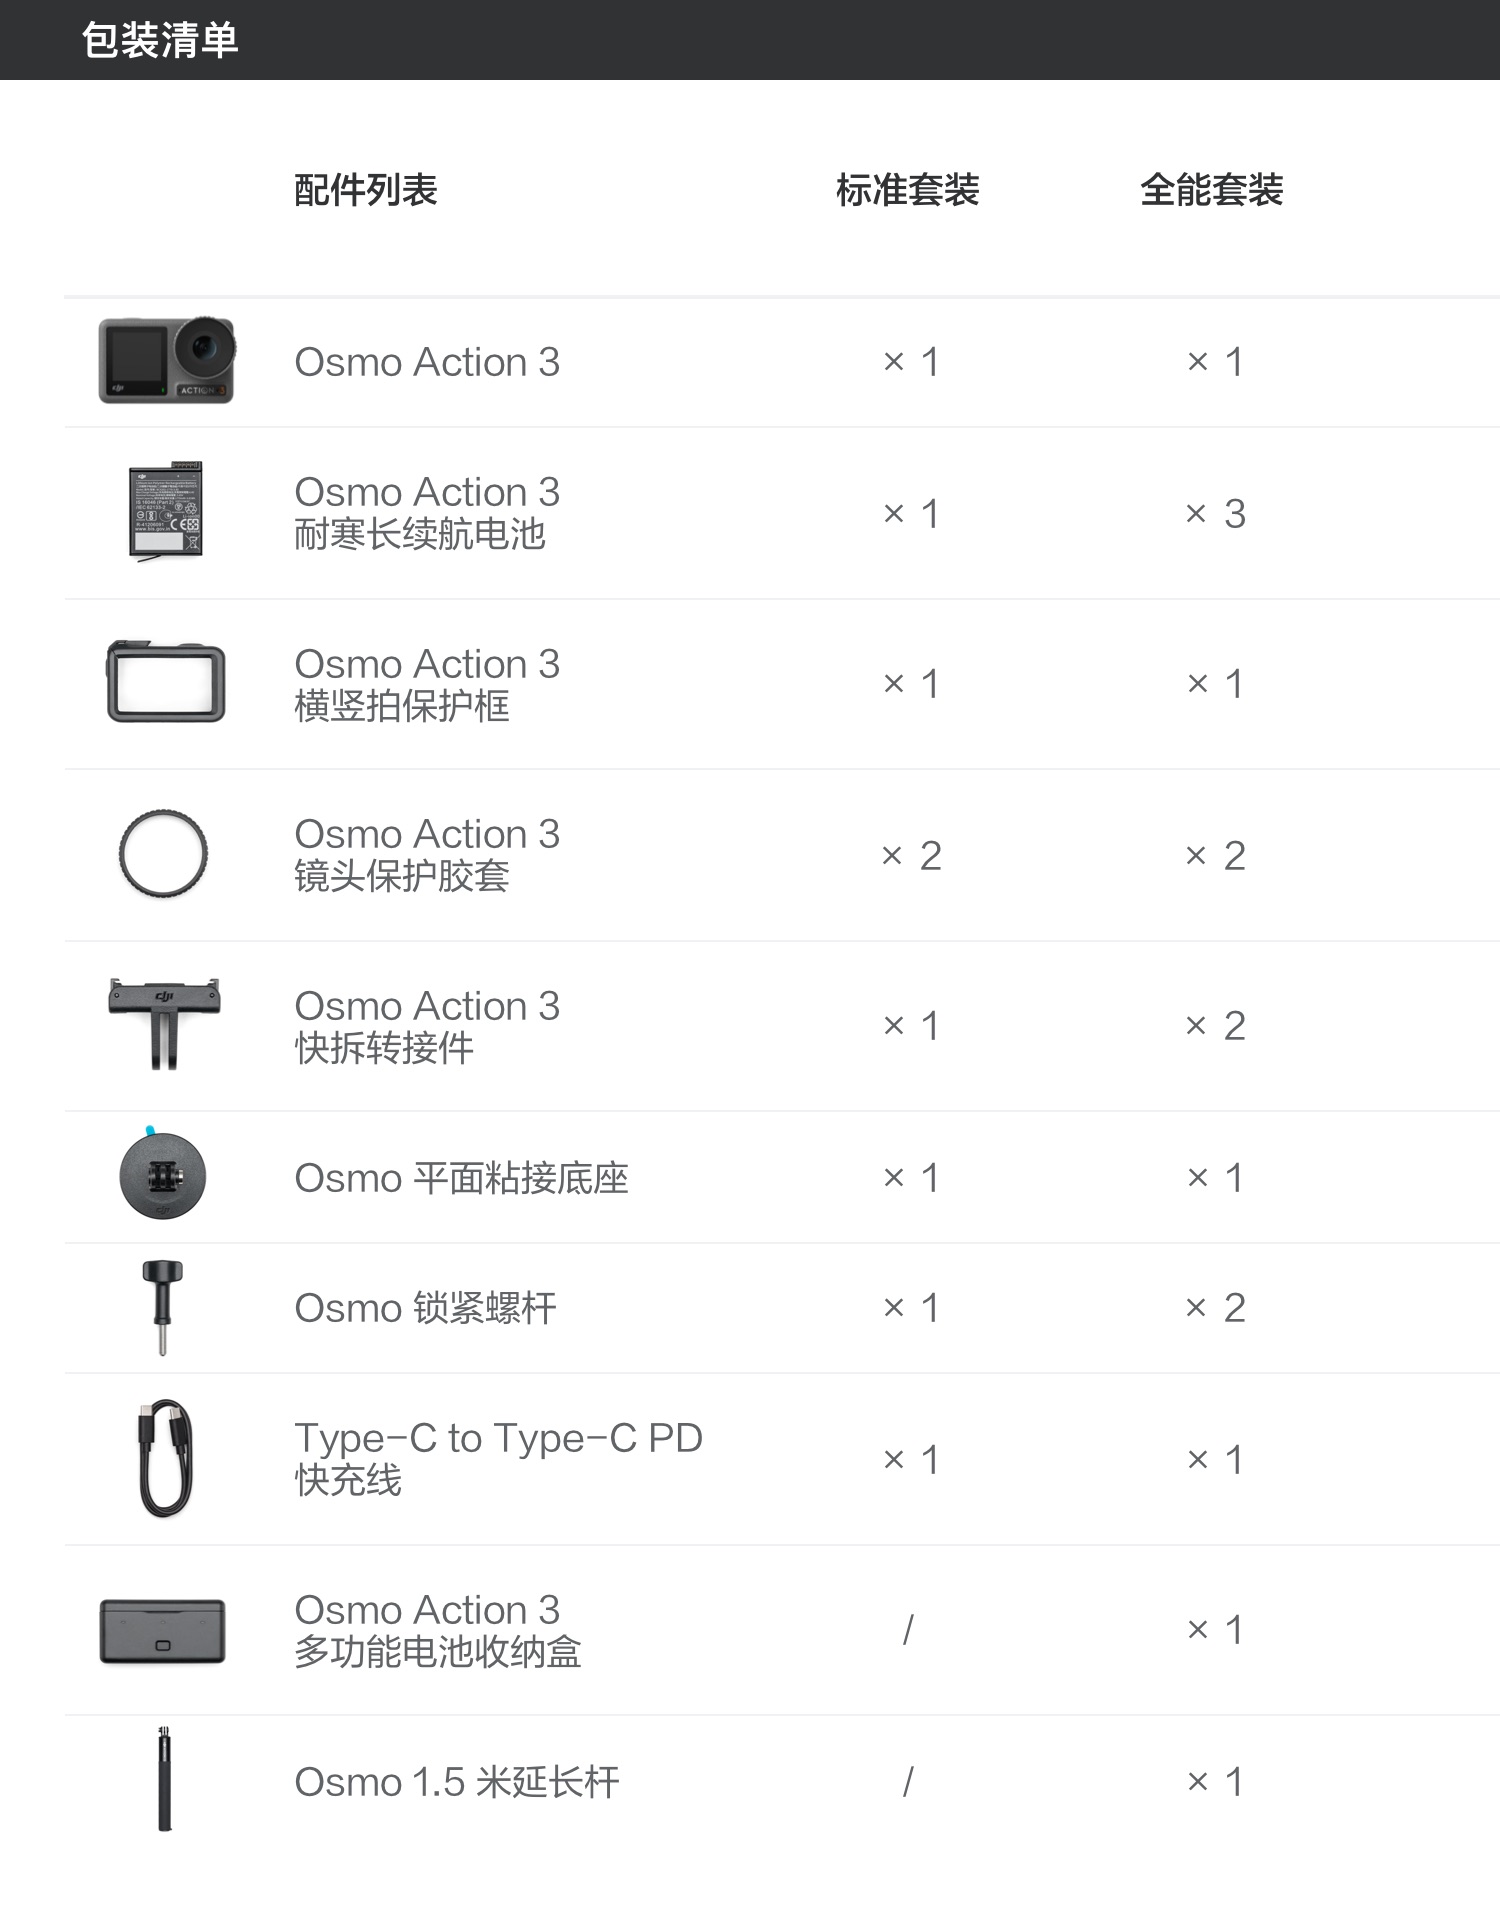 包装清单
配件列表 标准套装 全能套装
Osmo Action 3 × 1 × 1
Osmo Action 3
耐寒长续航电池 × 1 × 3
Osmo Action 3
横竖拍保护框 × 1 × 1
Osmo Action 3
镜头保护胶套 × 2 × 2
Osmo Action 3
快拆转接件 × 1 × 2
Osmo 平面粘接底座 × 1 × 1
Osmo 锁紧螺杆 × 1 × 2
Type-C to Type-C PD
快充线 × 1 × 1
Osmo Action 3
多功能电池收纳盒 / × 1
Osmo 1.5 米延长杆 / × 1